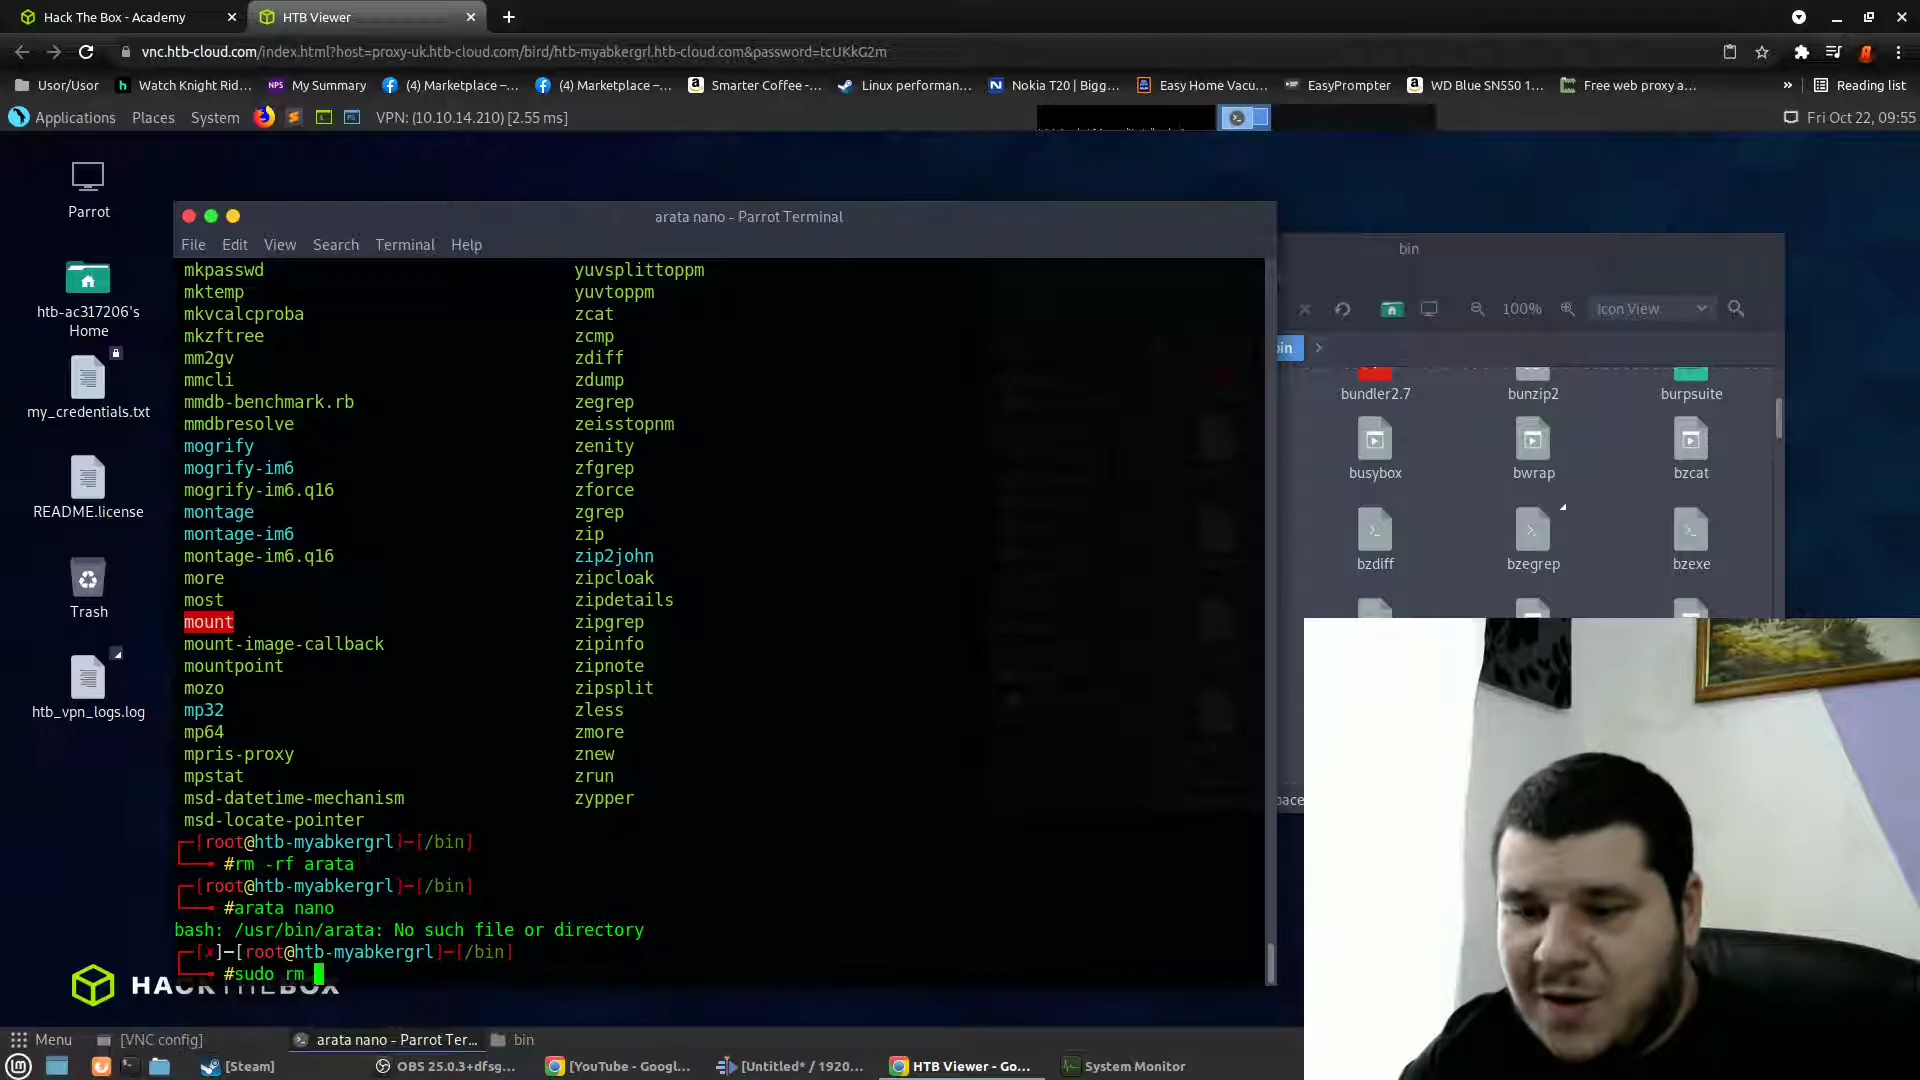 Hack The Box - Academy
HTB Viewer
vnc.htb-cloud.com/index.html?host=proxy-uk.htb-cloud.com/bird/htb-myabkergrl.htb-cloud.com&password=tcUKkG2m
Usor/Usor
Watch Knight Rid...
My Summary
(4) Marketplace –...
(4) Marketplace –...
Smarter Coffee -...
Linux performan...
Nokia T20 | Bigg...
Easy Home Vacu...
EasyPrompter
WD Blue SN550 1...
Free web proxy a...
»
Reading list
Applications Places System
VPN: (10.10.14.210) [2.55 ms]
Fri Oct 22, 09:55
Parrot
htb-ac317206's
Home
my_credentials.txt
README.license
Trash
htb_vpn_logs.log
arata nano - Parrot Terminal
File Edit View Search Terminal Help
mkpasswd yuvsplittoppm
mktemp yuvtoppm
mkvcalcproba zcat
mkzftree zcmp
mm2gv zdiff
mmcli zdump
mmdb-benchmark.rb zegrep
mmdbresolve zeisstopnm
mogrify zenity
mogrify-im6 zfgrep
mogrify-im6.q16 zforce
montage zgrep
montage-im6 zip
montage-im6.q16 zip2john
more zipcloak
most zipdetails
mount zipgrep
mount-image-callback zipinfo
mountpoint zipnote
mozo zipsplit
mp32 zless
mp64 zmore
mpris-proxy znew
mpstat zrun
msd-datetime-mechanism zypper
msd-locate-pointer
[root@htb-myabkergrl]─[/bin]
#rm -rf arata
[root@htb-myabkergrl]─[/bin]
#arata nano
bash: /usr/bin/arata: No such file or directory
[x]─[root@htb-myabkergrl]─[/bin]
#sudo rm
HACKTHEBOX
bin
100%
Icon View
bin
bundler2.7
bunzip2
burpsuite
busybox
bwrap
bzcat
bzdiff
bzegrep
bzexe
Menu
[VNC config]
arata nano - Parrot Ter...
bin
[Steam]
OBS 25.0.3+dfsg...
[YouTube - Googl...
[Untitled* / 1920...
HTB Viewer - Go...
System Monitor